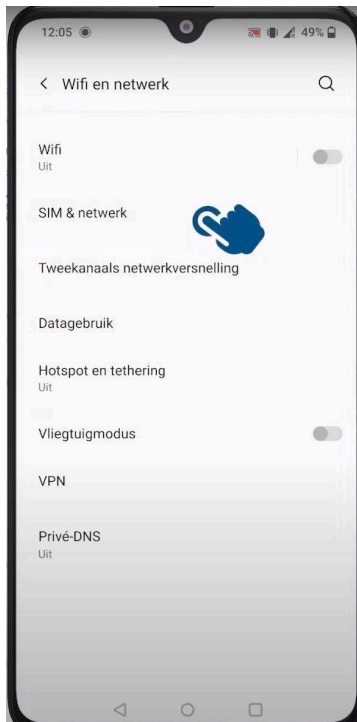 12:05
49%
Wifi en netwerk
Wifi
Uit
SIM & netwerk
Tweekanaals netwerkversnelling
Datagebruik
Hotspot en tethering
Uit
Vliegtuigmodus
VPN
Privé-DNS
Uit